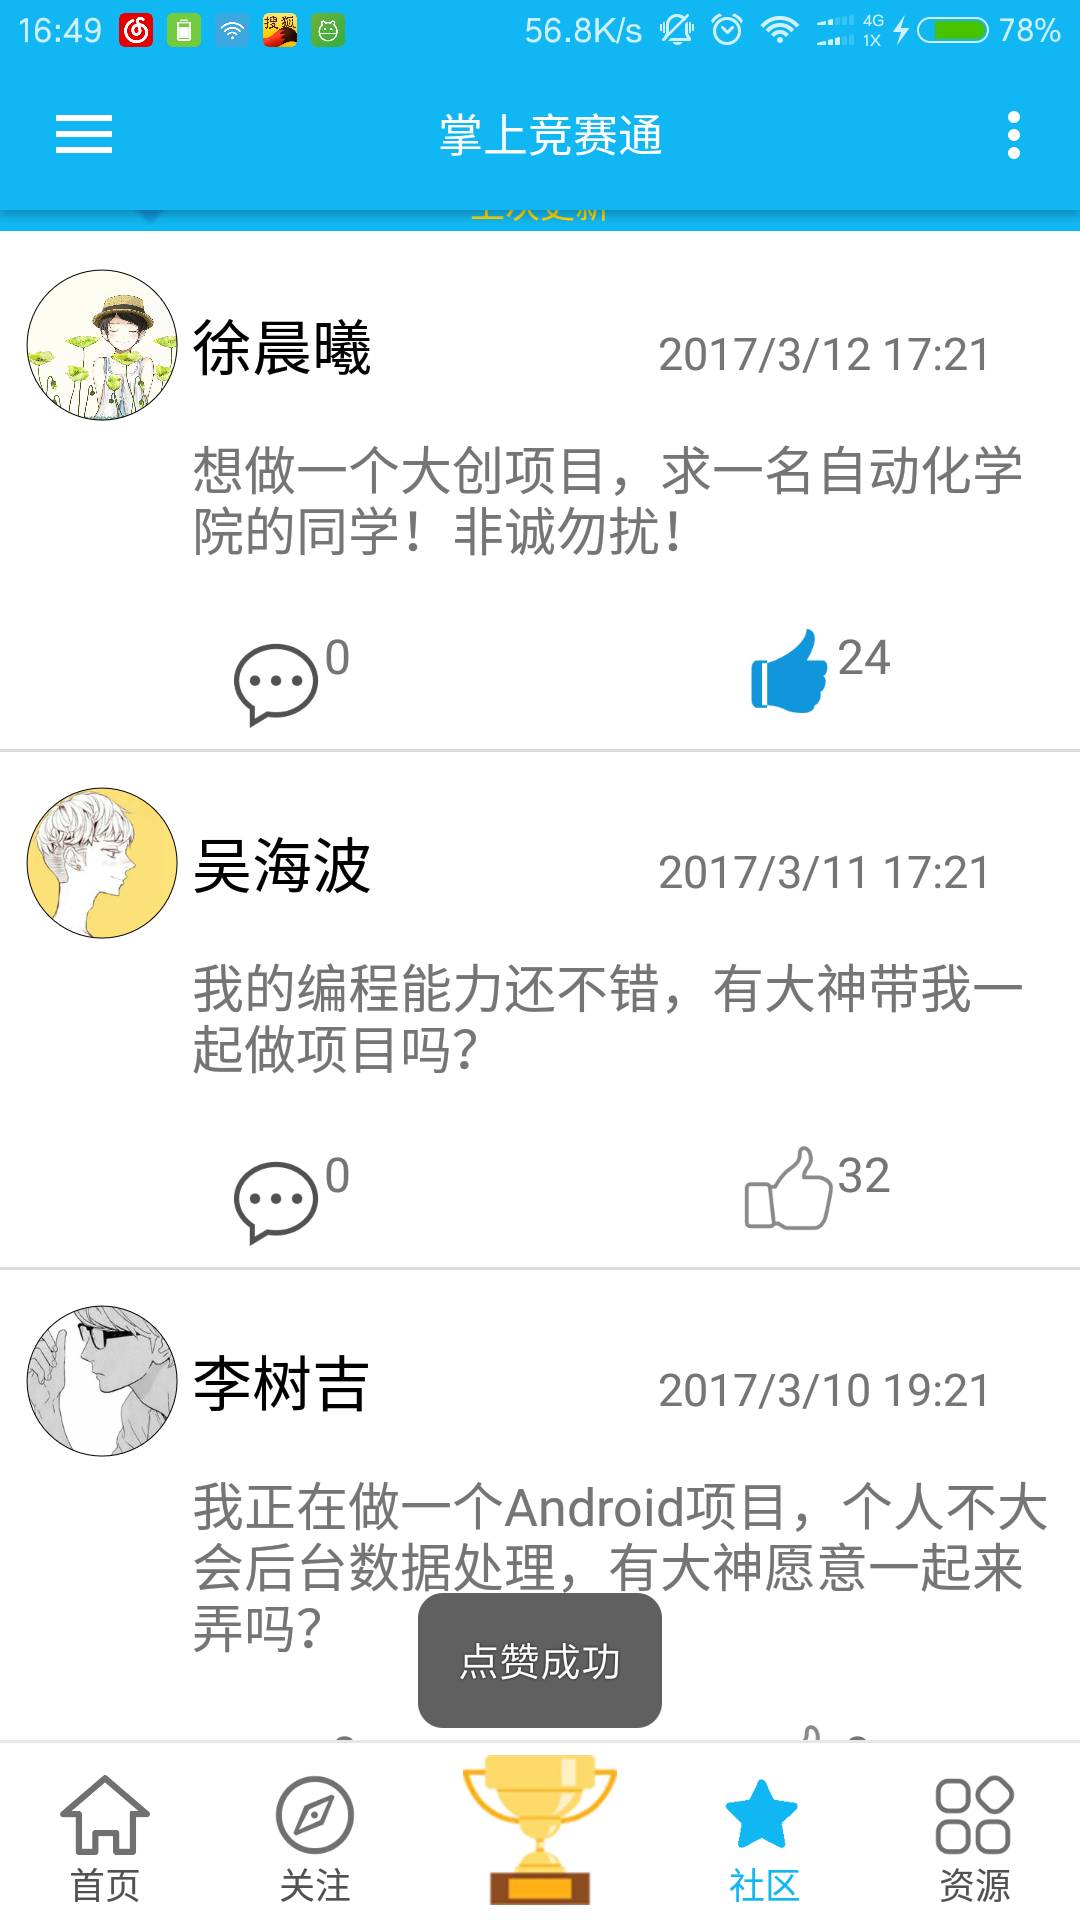 16:49 搜狐 56.8K/s 4G 1X 78%
掌上竞赛通
上次更新
徐晨曦 2017/3/12 17:21
想做一个大创项目，求一名自动化学
院的同学！非诚勿扰！
0 24
吴海波 2017/3/11 17:21
我的编程能力还不错，有大神带我一
起做项目吗？
0 32
李树吉 2017/3/10 19:21
我正在做一个Android项目，个人不大
会后台数据处理，有大神愿意一起来
弄吗？
点赞成功
首页 关注 社区 资源